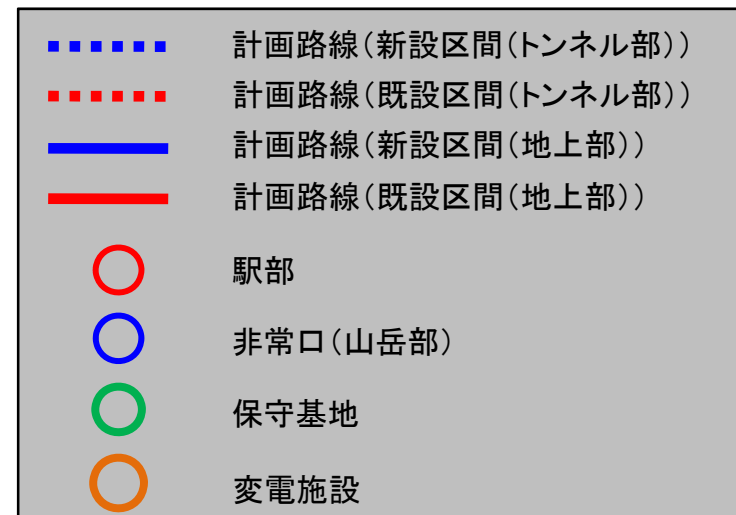 計画路線(新設区間(トンネル部))
計画路線(既設区間(トンネル部))
計画路線(新設区間(地上部))
計画路線(既設区間(地上部))
駅部
非常口(山岳部)
保守基地
変電施設